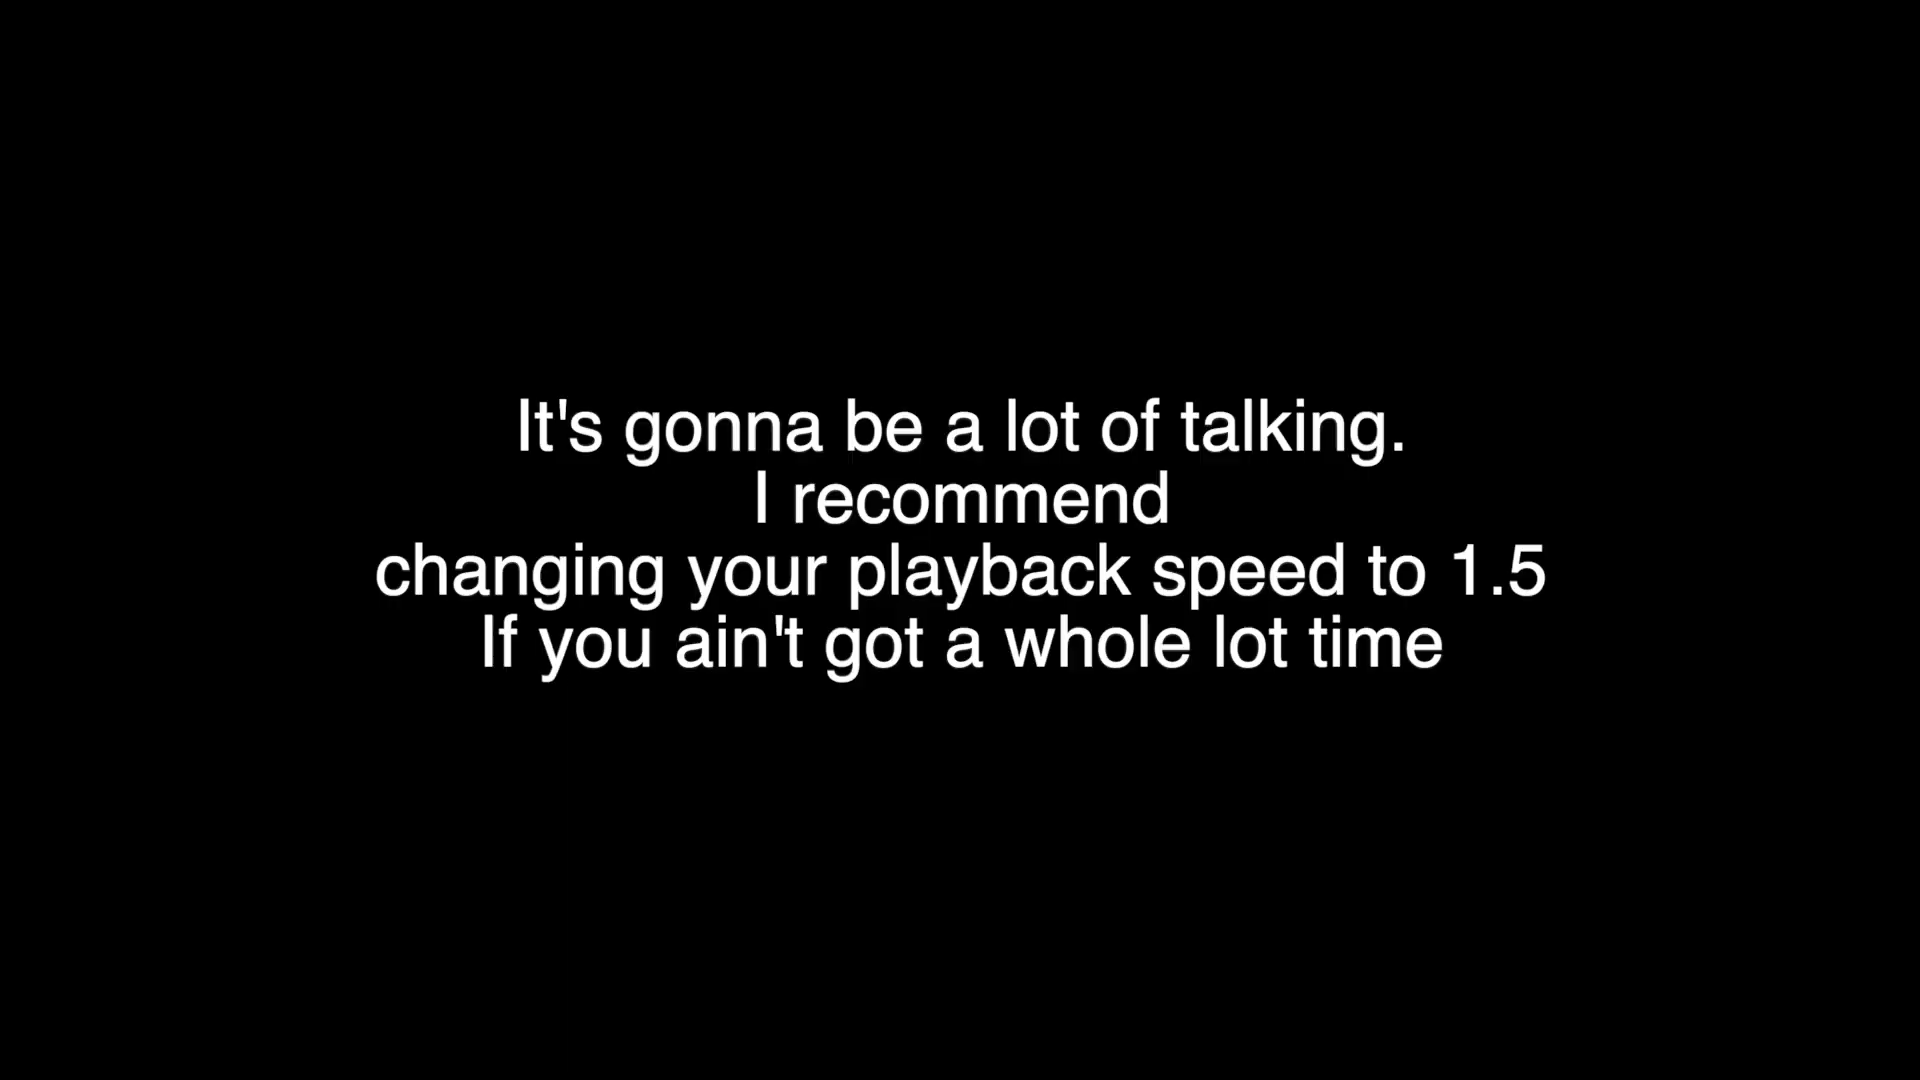 It's gonna be a lot of talking.
I recommend
changing your playback speed to 1.5
If you ain't got a whole lot time